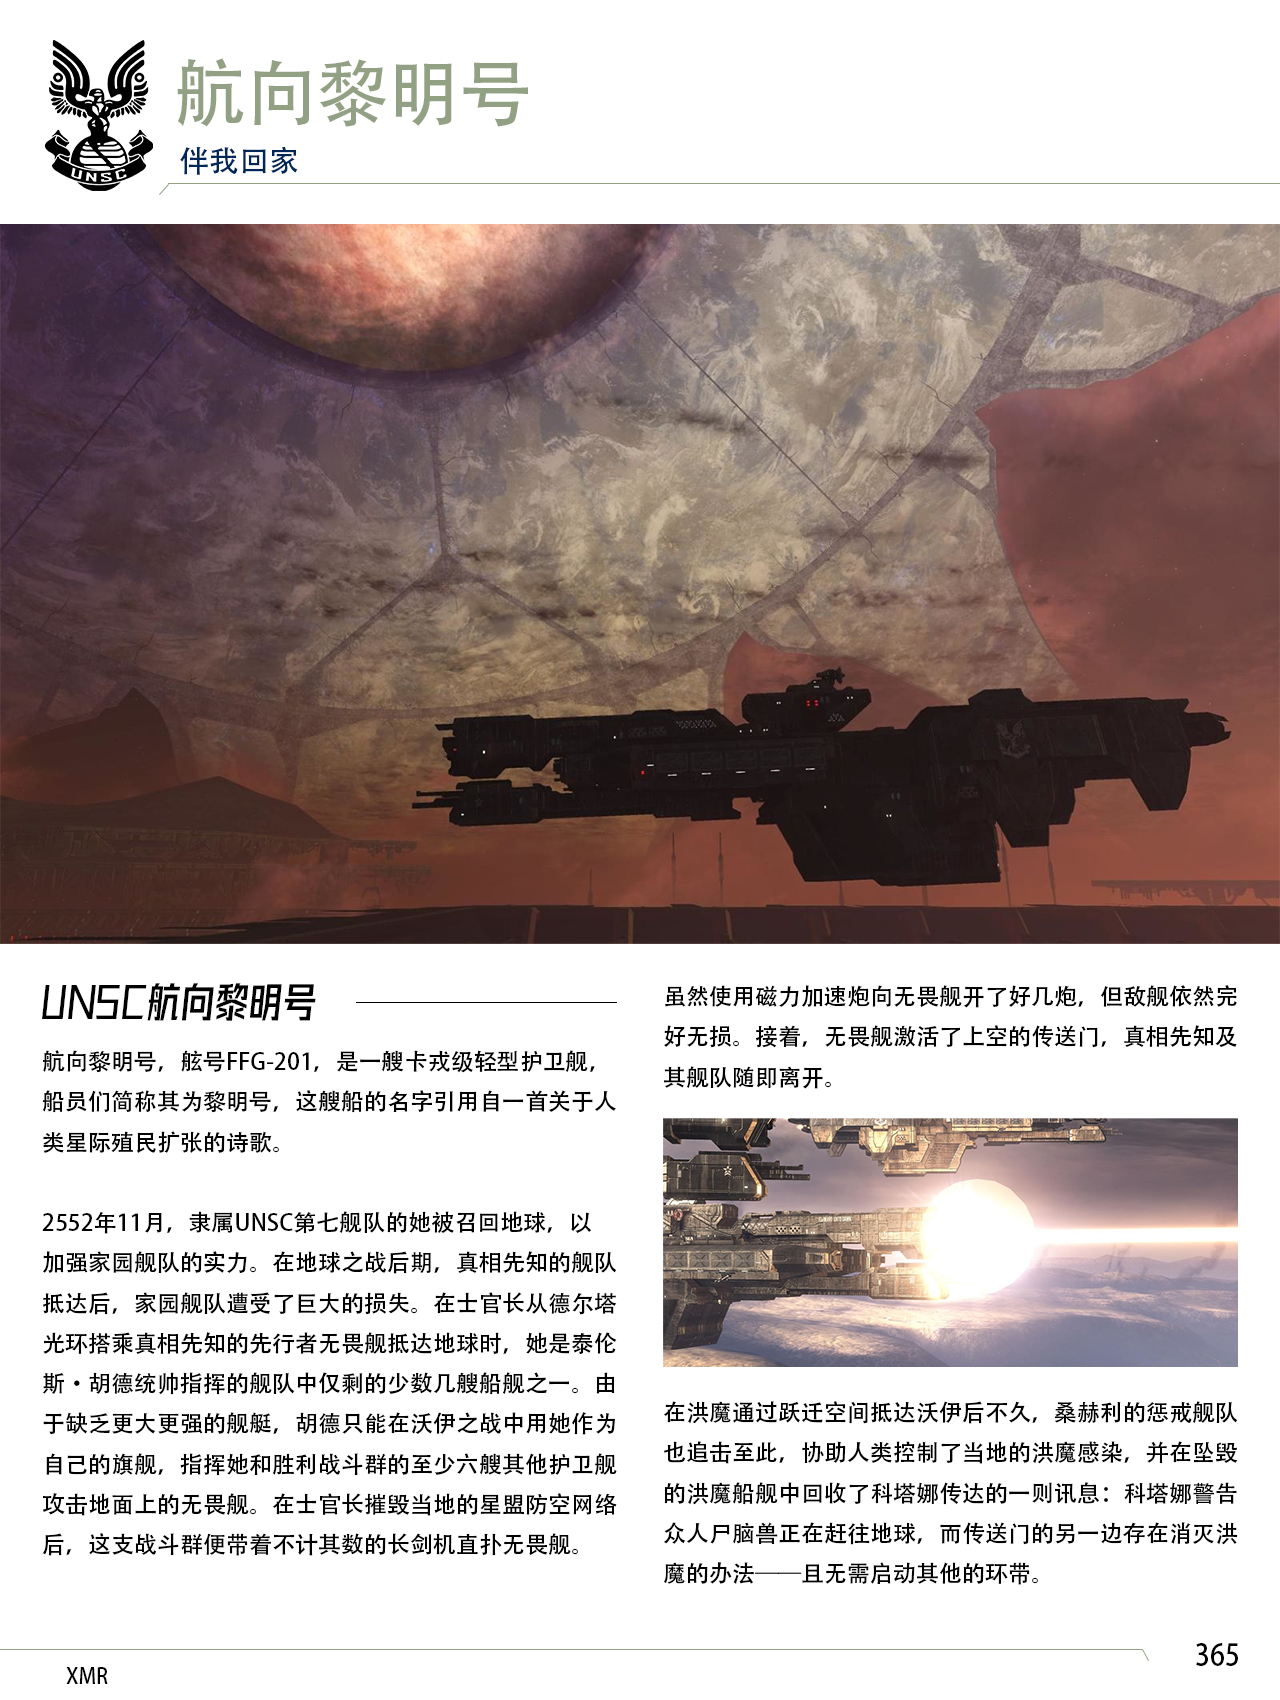 航向黎明号
伴我回家
UNSC
UNSC航向黎明号
航向黎明号，舷号FFG-201，是一艘卡戎级轻型护卫舰，
船员们简称其为黎明号，这艘船的名字引用自一首关于人
类星际殖民扩张的诗歌。
2552年11月，隶属UNSC第七舰队的她被召回地球，以
加强家园舰队的实力。在地球之战后期，真相先知的舰队
抵达后，家园舰队遭受了巨大的损失。在士官长从德尔塔
光环搭乘真相先知的先行者无畏舰抵达地球时，她是泰伦
斯·胡德统帅指挥的舰队中仅剩的少数几艘船舰之一。由
于缺乏更大更强的舰艇，胡德只能在沃伊之战中用她作为
自己的旗舰，指挥她和胜利战斗群的至少六艘其他护卫舰
攻击地面上的无畏舰。在士官长摧毁当地的星盟防空网络
后，这支战斗群便带着不计其数的长剑机直扑无畏舰。
虽然使用磁力加速炮向无畏舰开了好几炮，但敌舰依然完
好无损。接着，无畏舰激活了上空的传送门，真相先知及
其舰队随即离开。
在洪魔通过跃迁空间抵达沃伊后不久，桑赫利的惩戒舰队
也追击至此，协助人类控制了当地的洪魔感染，并在坠毁
的洪魔船舰中回收了科塔娜传达的一则讯息：科塔娜警告
众人尸脑兽正在赶往地球，而传送门的另一边存在消灭洪
魔的办法——且无需启动其他的环带。
365
XMR